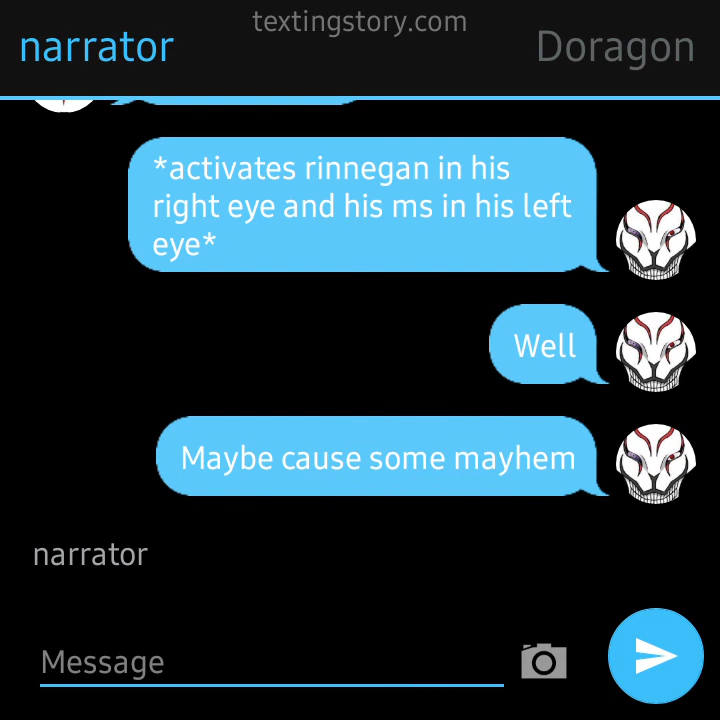 textingstory.com
narrator
Doragon
*activates rinnegan in his
right eye and his ms in his left
eye*
Well
Maybe cause some mayhem
narrator
Message